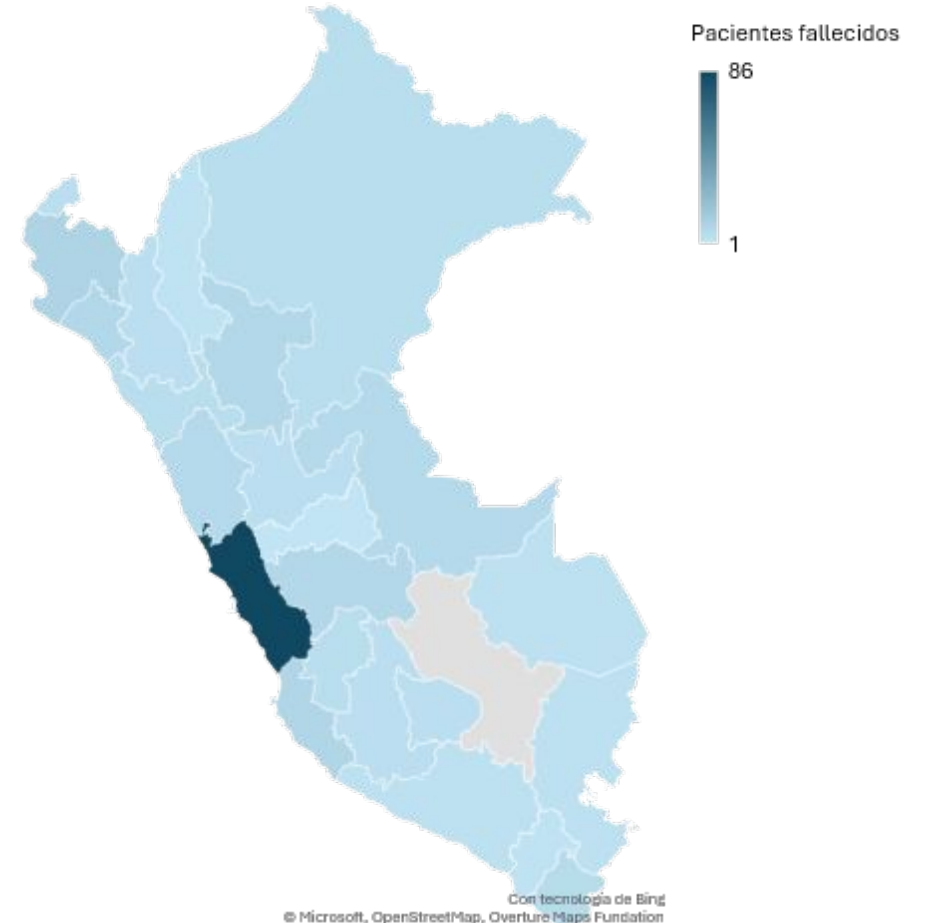 Pacientes fallecidos
86
1
Con tecnología de Bing
© Microsoft, OpenStreetMap, Overture Maps Fundation